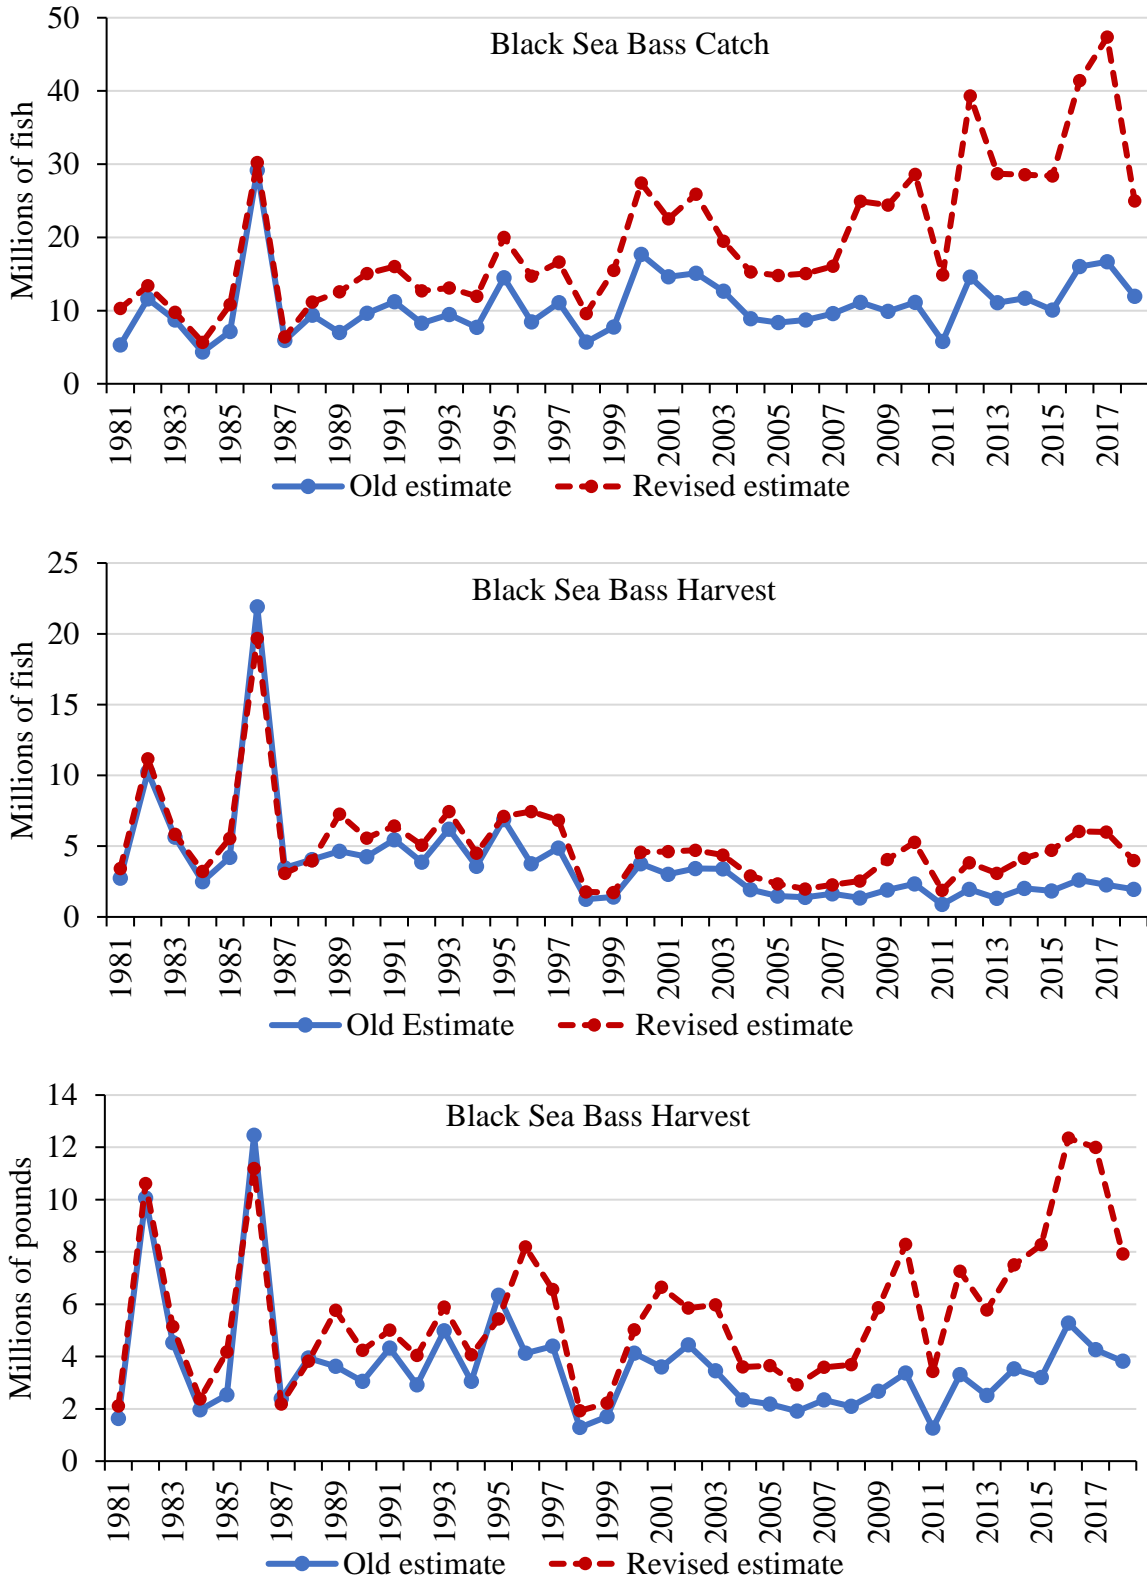 Black Sea Bass Catch
Millions of fish
50
40
30
20
10
0
1981 1983 1985 1987 1989 1991 1993 1995 1997 1999 2001 2003 2005 2007 2009 2011 2013 2015 2017
Old estimate Revised estimate
Black Sea Bass Harvest
Millions of fish
25
20
15
10
5
0
1981 1983 1985 1987 1989 1991 1993 1995 1997 1999 2001 2003 2005 2007 2009 2011 2013 2015 2017
Old Estimate Revised estimate
Black Sea Bass Harvest
Millions of pounds
14
12
10
8
6
4
2
0
1981 1983 1985 1987 1989 1991 1993 1995 1997 1999 2001 2003 2005 2007 2009 2011 2013 2015 2017
Old estimate Revised estimate